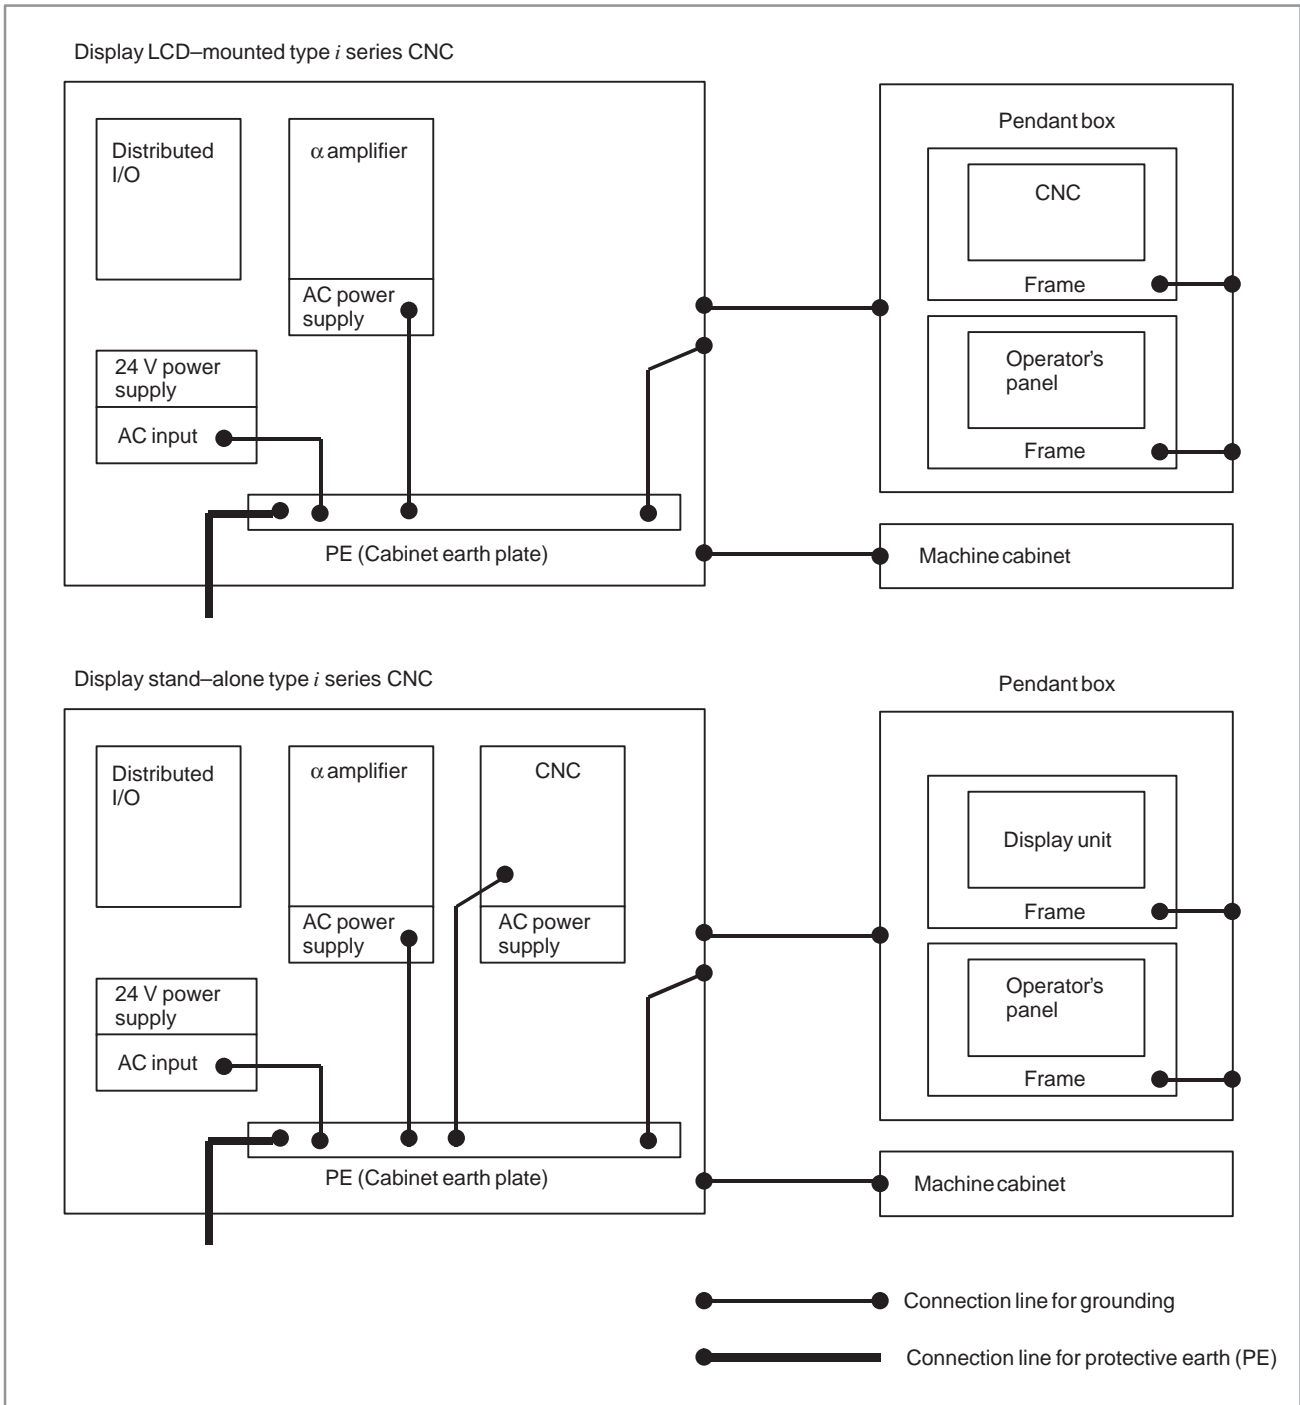 Display LCD–mounted type i series CNC
Distributed
I/O
α amplifier
AC power
supply
24 V power
supply
AC input
PE (Cabinet earth plate)
Pendant box
CNC
Frame
Operator's
panel
Frame
Machine cabinet
Display stand–alone type i series CNC
Distributed
I/O
α amplifier
AC power
supply
CNC
AC power
supply
24 V power
supply
AC input
PE (Cabinet earth plate)
Pendant box
Display unit
Frame
Operator's
panel
Frame
Machine cabinet
Connection line for grounding
Connection line for protective earth (PE)